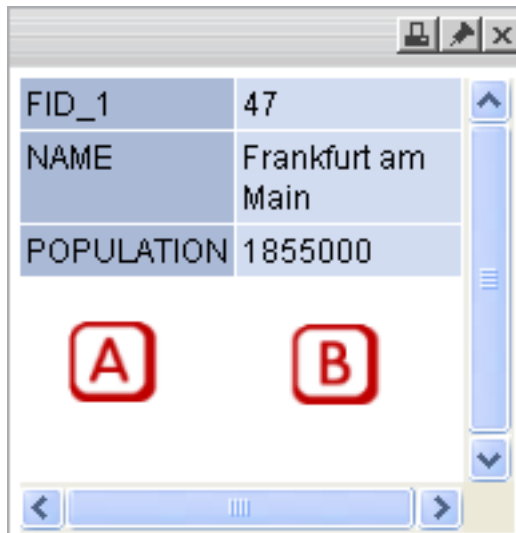 FID_1 47
NAME Frankfurt am
Main
POPULATION 1855000
A B